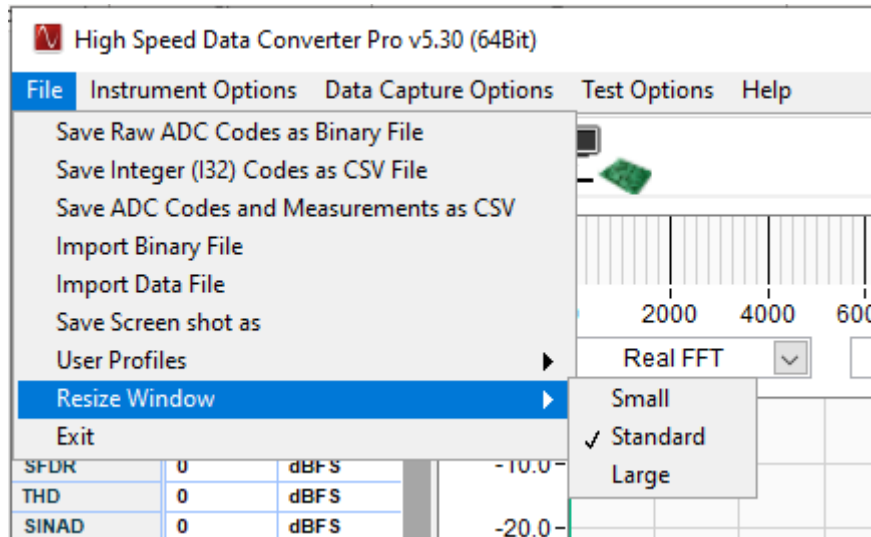 High Speed Data Converter Pro v5.30 (64Bit)
File Instrument Options Data Capture Options Test Options Help
Save Raw ADC Codes as Binary File
Save Integer (I32) Codes as CSV File
Save ADC Codes and Measurements as CSV
Import Binary File
Import Data File
Save Screen shot as
User Profiles
Resize Window
Exit
Small
Standard
Large
2000 4000 600
Real FFT
SFDR 0 dBFS
THD 0 dBFS
SINAD 0 dBFS
-10.0
-20.0